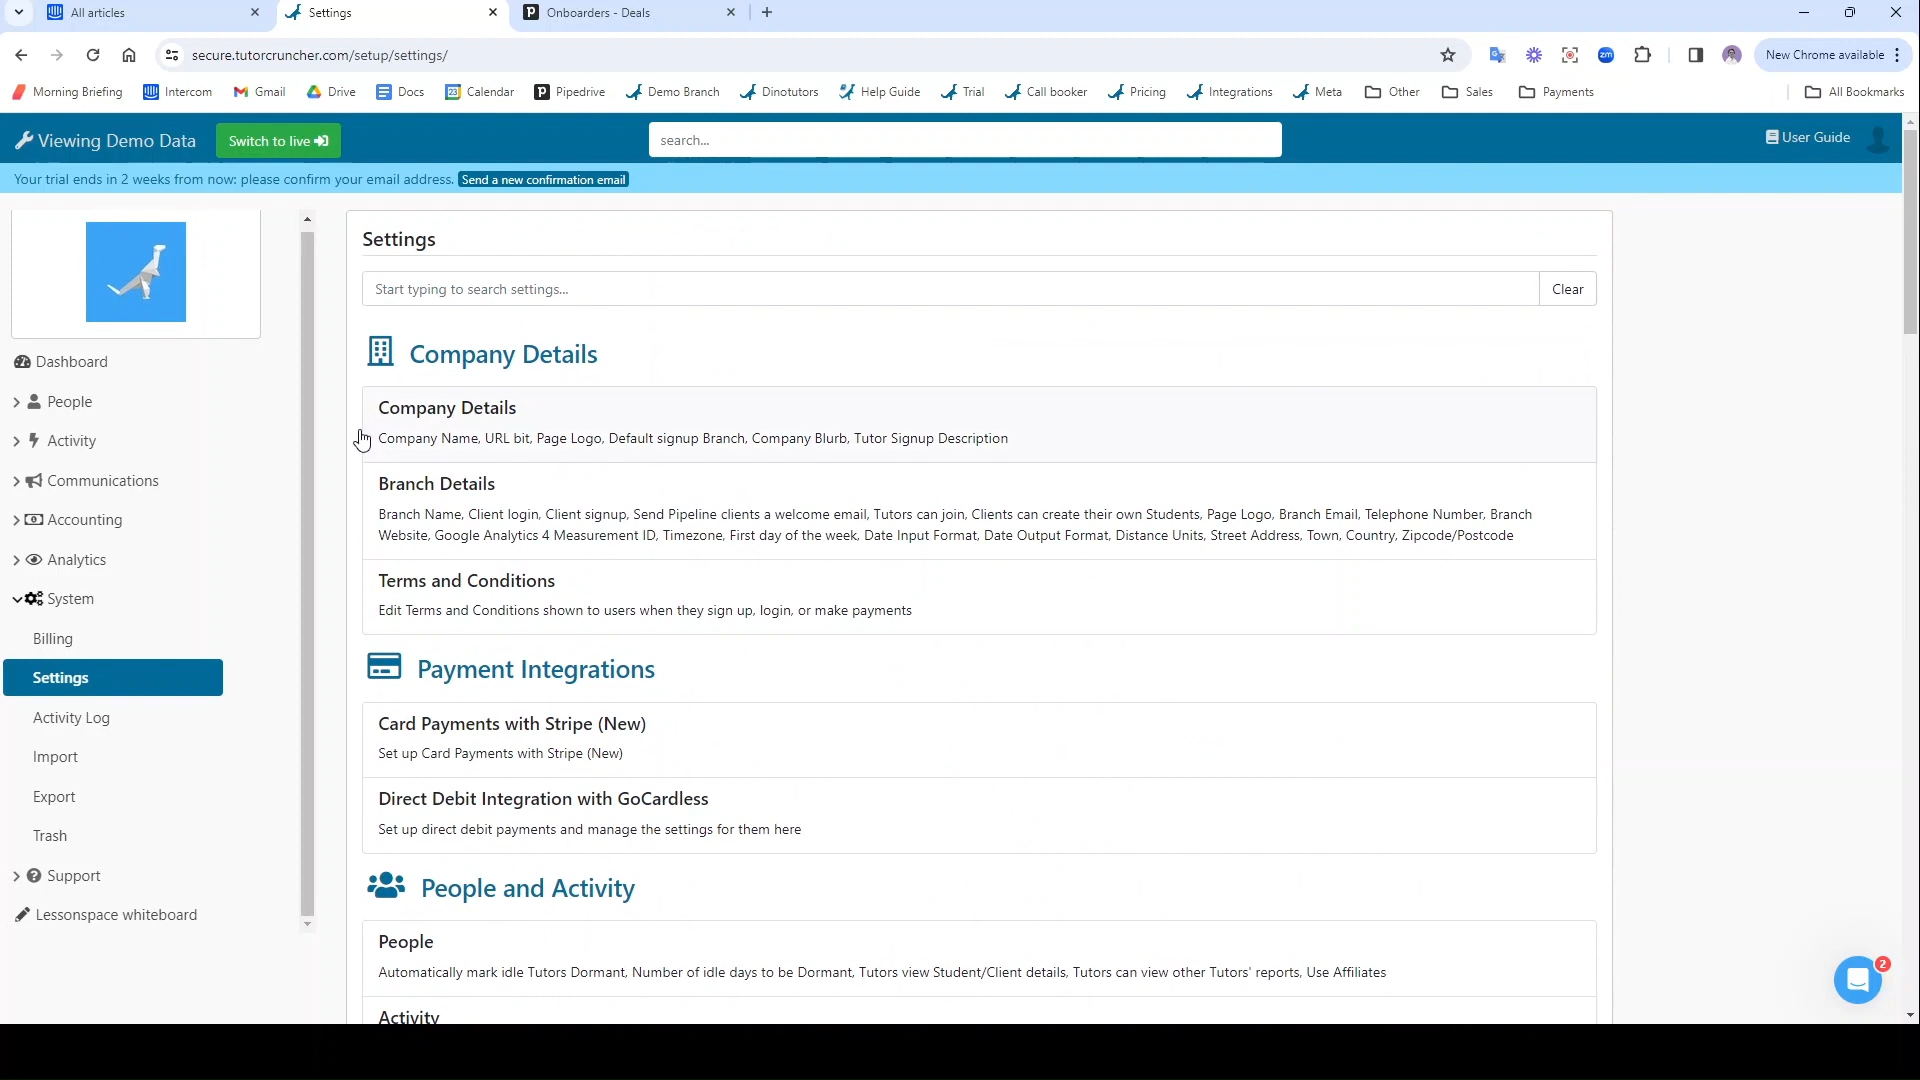 All articles
Settings
Onboarders - Deals
secure.tutorcruncher.com/setup/settings/
zm
New Chrome available
Morning Briefing
Intercom
Gmail
Drive
Docs
Calendar
Pipedrive
Demo Branch
Dinotutors
Help Guide
Trial
Call booker
Pricing
Integrations
Meta
Other
Sales
Payments
All Bookmarks
Viewing Demo Data
Switch to live
search...
User Guide
Your trial ends in 2 weeks from now: please confirm your email address. Send a new confirmation email
Dashboard
People
Activity
Communications
Accounting
Analytics
System
Billing
Settings
Activity Log
Import
Export
Trash
Support
Lessonspace whiteboard
Settings
Start typing to search settings...
Clear
Company Details
Company Details
Company Name, URL bit, Page Logo, Default signup Branch, Company Blurb, Tutor Signup Description
Branch Details
Branch Name, Client login, Client signup, Send Pipeline clients a welcome email, Tutors can join, Clients can create their own Students, Page Logo, Branch Email, Telephone Number, Branch
Website, Google Analytics 4 Measurement ID, Timezone, First day of the week, Date Input Format, Date Output Format, Distance Units, Street Address, Town, Country, Zipcode/Postcode
Terms and Conditions
Edit Terms and Conditions shown to users when they sign up, login, or make payments
Payment Integrations
Card Payments with Stripe (New)
Set up Card Payments with Stripe (New)
Direct Debit Integration with GoCardless
Set up direct debit payments and manage the settings for them here
People and Activity
People
Automatically mark idle Tutors Dormant, Number of idle days to be Dormant, Tutors view Student/Client details, Tutors can view other Tutors' reports, Use Affiliates
Activity
2